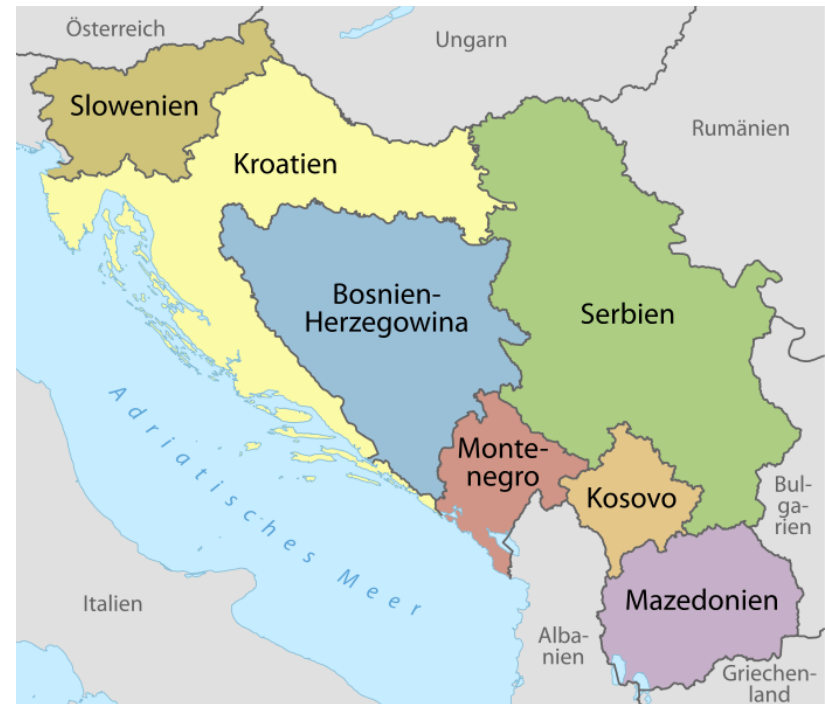 Österreich
Ungarn
Slowenien
Rumänien
Kroatien
Bosnien-
Herzegowina
Serbien
Adriatisches Meer
Monte-
negro
Kosovo
Bul-
ga-
rien
Italien
Mazedonien
Alba-
nien
Griechen-
land